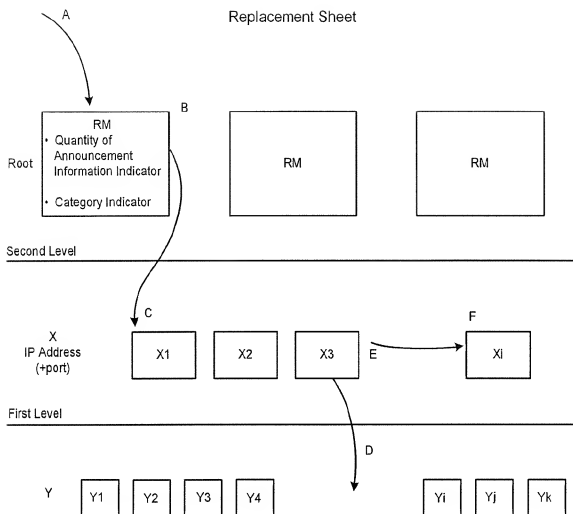 Replacement Sheet
A
B
RM
• Quantity of
Announcement
Information Indicator
• Category Indicator
Root
RM
RM
Second Level
C
F
X
IP Address
(+port)
X1
X2
X3
E
Xi
First Level
D
Y
Y1
Y2
Y3
Y4
Yi
Yj
Yk